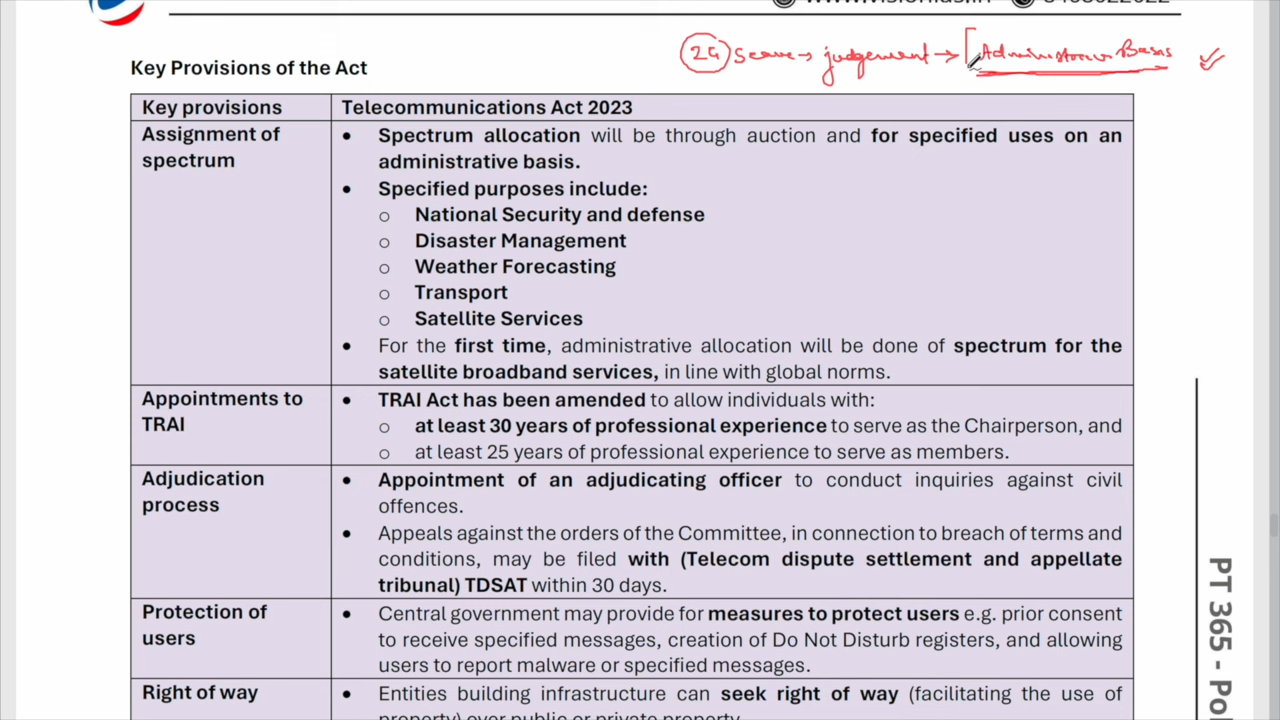 2G Scam → judgement → Administrative Basis
Key Provisions of the Act
Key provisions
Telecommunications Act 2023
Assignment of spectrum
• Spectrum allocation will be through auction and for specified uses on an
administrative basis.
• Specified purposes include:
o National Security and defense
o Disaster Management
o Weather Forecasting
o Transport
o Satellite Services
• For the first time, administrative allocation will be done of spectrum for the
satellite broadband services, in line with global norms.
Appointments to TRAI
• TRAI Act has been amended to allow individuals with:
o at least 30 years of professional experience to serve as the Chairperson, and
o at least 25 years of professional experience to serve as members.
Adjudication process
• Appointment of an adjudicating officer to conduct inquiries against civil
offences.
• Appeals against the orders of the Committee, in connection to breach of terms and
conditions, may be filed with (Telecom dispute settlement and appellate
tribunal) TDSAT within 30 days.
Protection of users
• Central government may provide for measures to protect users e.g. prior consent
to receive specified messages, creation of Do Not Disturb registers, and allowing
users to report malware or specified messages.
Right of way
• Entities building infrastructure can seek right of way (facilitating the use of
property) over public or private property.
PT 365 - Pol